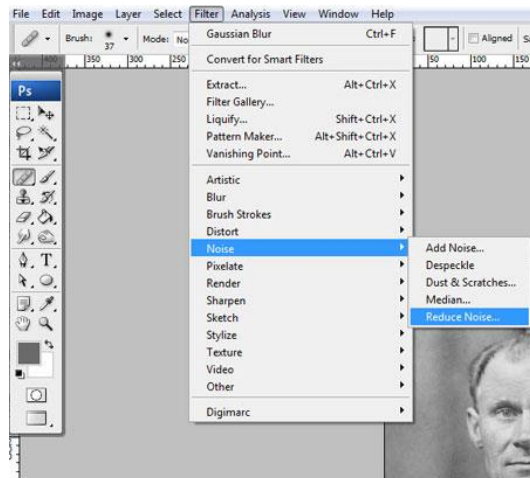 File Edit Image Layer Select Filter Analysis View Window Help
Brush: 37 Mode: No Aligned
350 300 250 50 100 150
Ps
T
Gaussian Blur Ctrl+F
Convert for Smart Filters
Extract... Alt+Ctrl+X
Filter Gallery...
Liquify... Shift+Ctrl+X
Pattern Maker... Alt+Shift+Ctrl+X
Vanishing Point... Alt+Ctrl+V
Artistic
Blur
Brush Strokes
Distort
Noise
Pixelate
Render
Sharpen
Sketch
Stylize
Texture
Video
Other
Digimarc
Add Noise...
Despeckle
Dust & Scratches...
Median...
Reduce Noise...